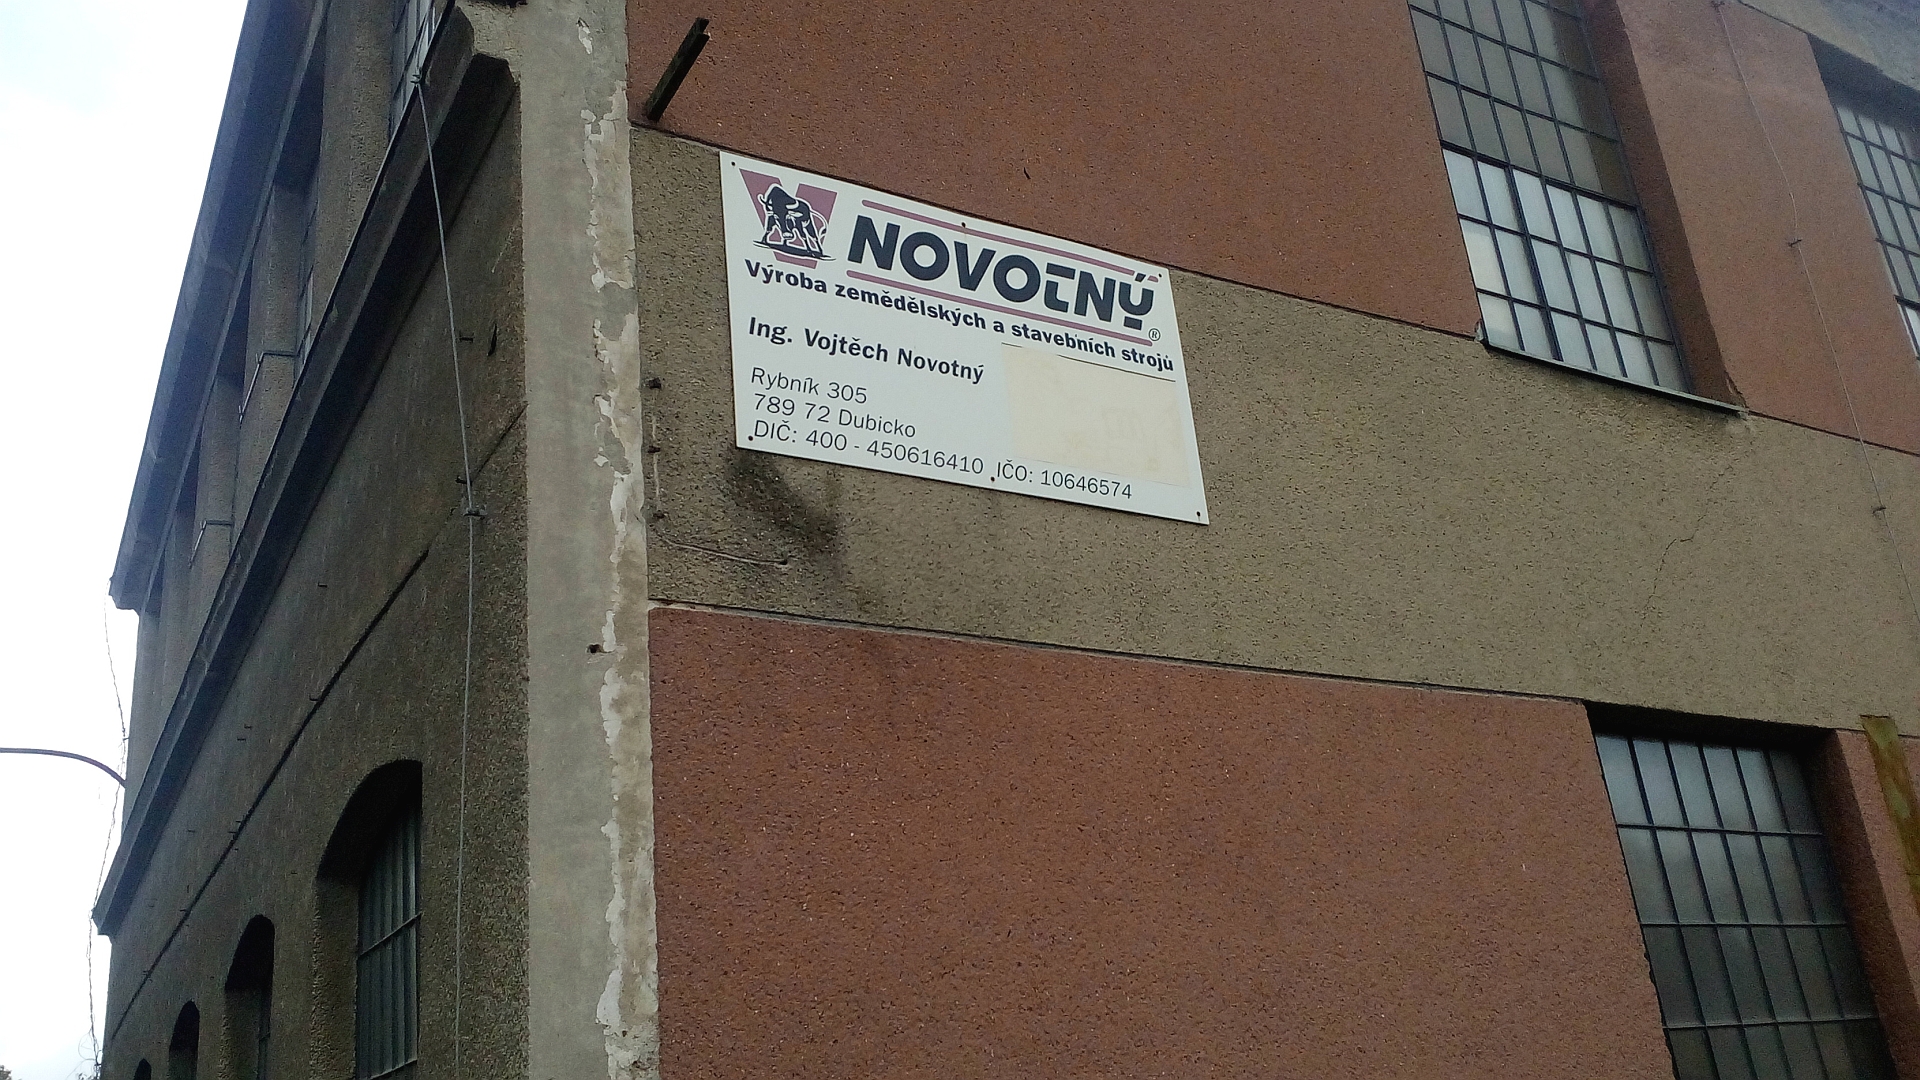 NOVOTNÝ ®
Výroba zemědělských a stavebních strojů
Ing. Vojtěch Novotný
Rybník 305
789 72 Dubicko
DIČ: 400 - 450616410 IČO: 10646574